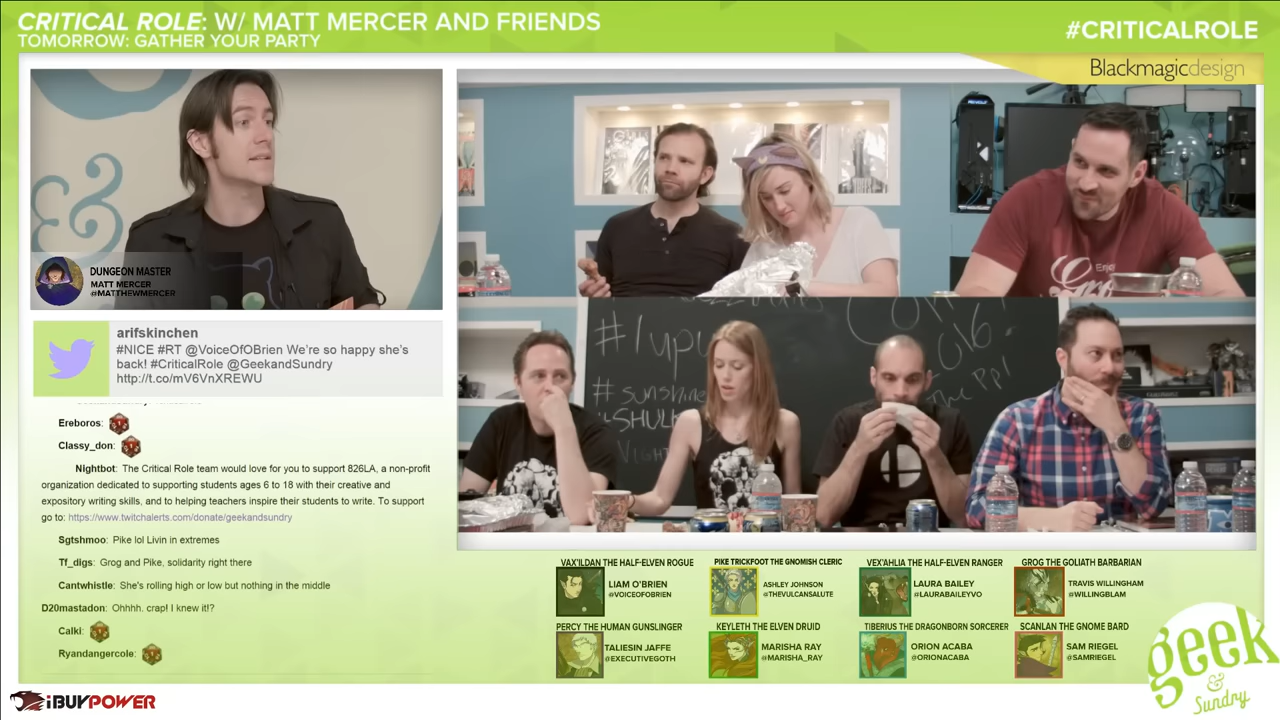 CRITICAL ROLE: W/ MATT MERCER AND FRIENDS
TOMORROW: GATHER YOUR PARTY
#CRITICALROLE
Blackmagicdesign
DUNGEON MASTER
MATT MERCER
@MATTHEWMERCER
arifskinchen
#NICE #RT @VoiceOfOBrien We're so happy she's
back! #CriticalRole @GeekandSundry
http://t.co/mV6VnXREWU
Ereboros:
Classy_don:
Nightbot: The Critical Role team would love for you to support 826LA, a non-profit
organization dedicated to supporting students ages 6 to 18 with their creative and
expository writing skills, and to helping teachers inspire their students to write. To support
go to: https://www.twitchalerts.com/donate/geekandsundry
Sgtshmoo: Pike lol Livin in extremes
Tf_digs: Grog and Pike, solidarity right there
Cantwhistle: She's rolling high or low but nothing in the middle
D20mastadon: Ohhhh. crap! I knew it!?
Calki:
Ryandangercole:
Enjoy
#lupu
# sunshine
SHULK
2016
The PPl
VAX'ILDAN THE HALF-ELVEN ROGUE
LIAM O'BRIEN
@VOICEOFOBRIEN
PIKE TRICKFOOT THE GNOMISH CLERIC
ASHLEY JOHNSON
@THEVULCANSALUTE
VEX'AHLIA THE HALF-ELVEN RANGER
LAURA BAILEY
@LAURABAILEYVO
GROG THE GOLIATH BARBARIAN
TRAVIS WILLINGHAM
@WILLINGBLAM
PERCY THE HUMAN GUNSLINGER
TALIESIN JAFFE
@EXECUTIVEGOTH
KEYLETH THE ELVEN DRUID
MARISHA RAY
@MARISHA_RAY
TIBERIUS THE DRAGONBORN SORCERER
ORION ACABA
@ORIONACABA
SCANLAN THE GNOME BARD
SAM RIEGEL
@SAMRIEGEL
geek
&
Sundry
iBUYPOWER